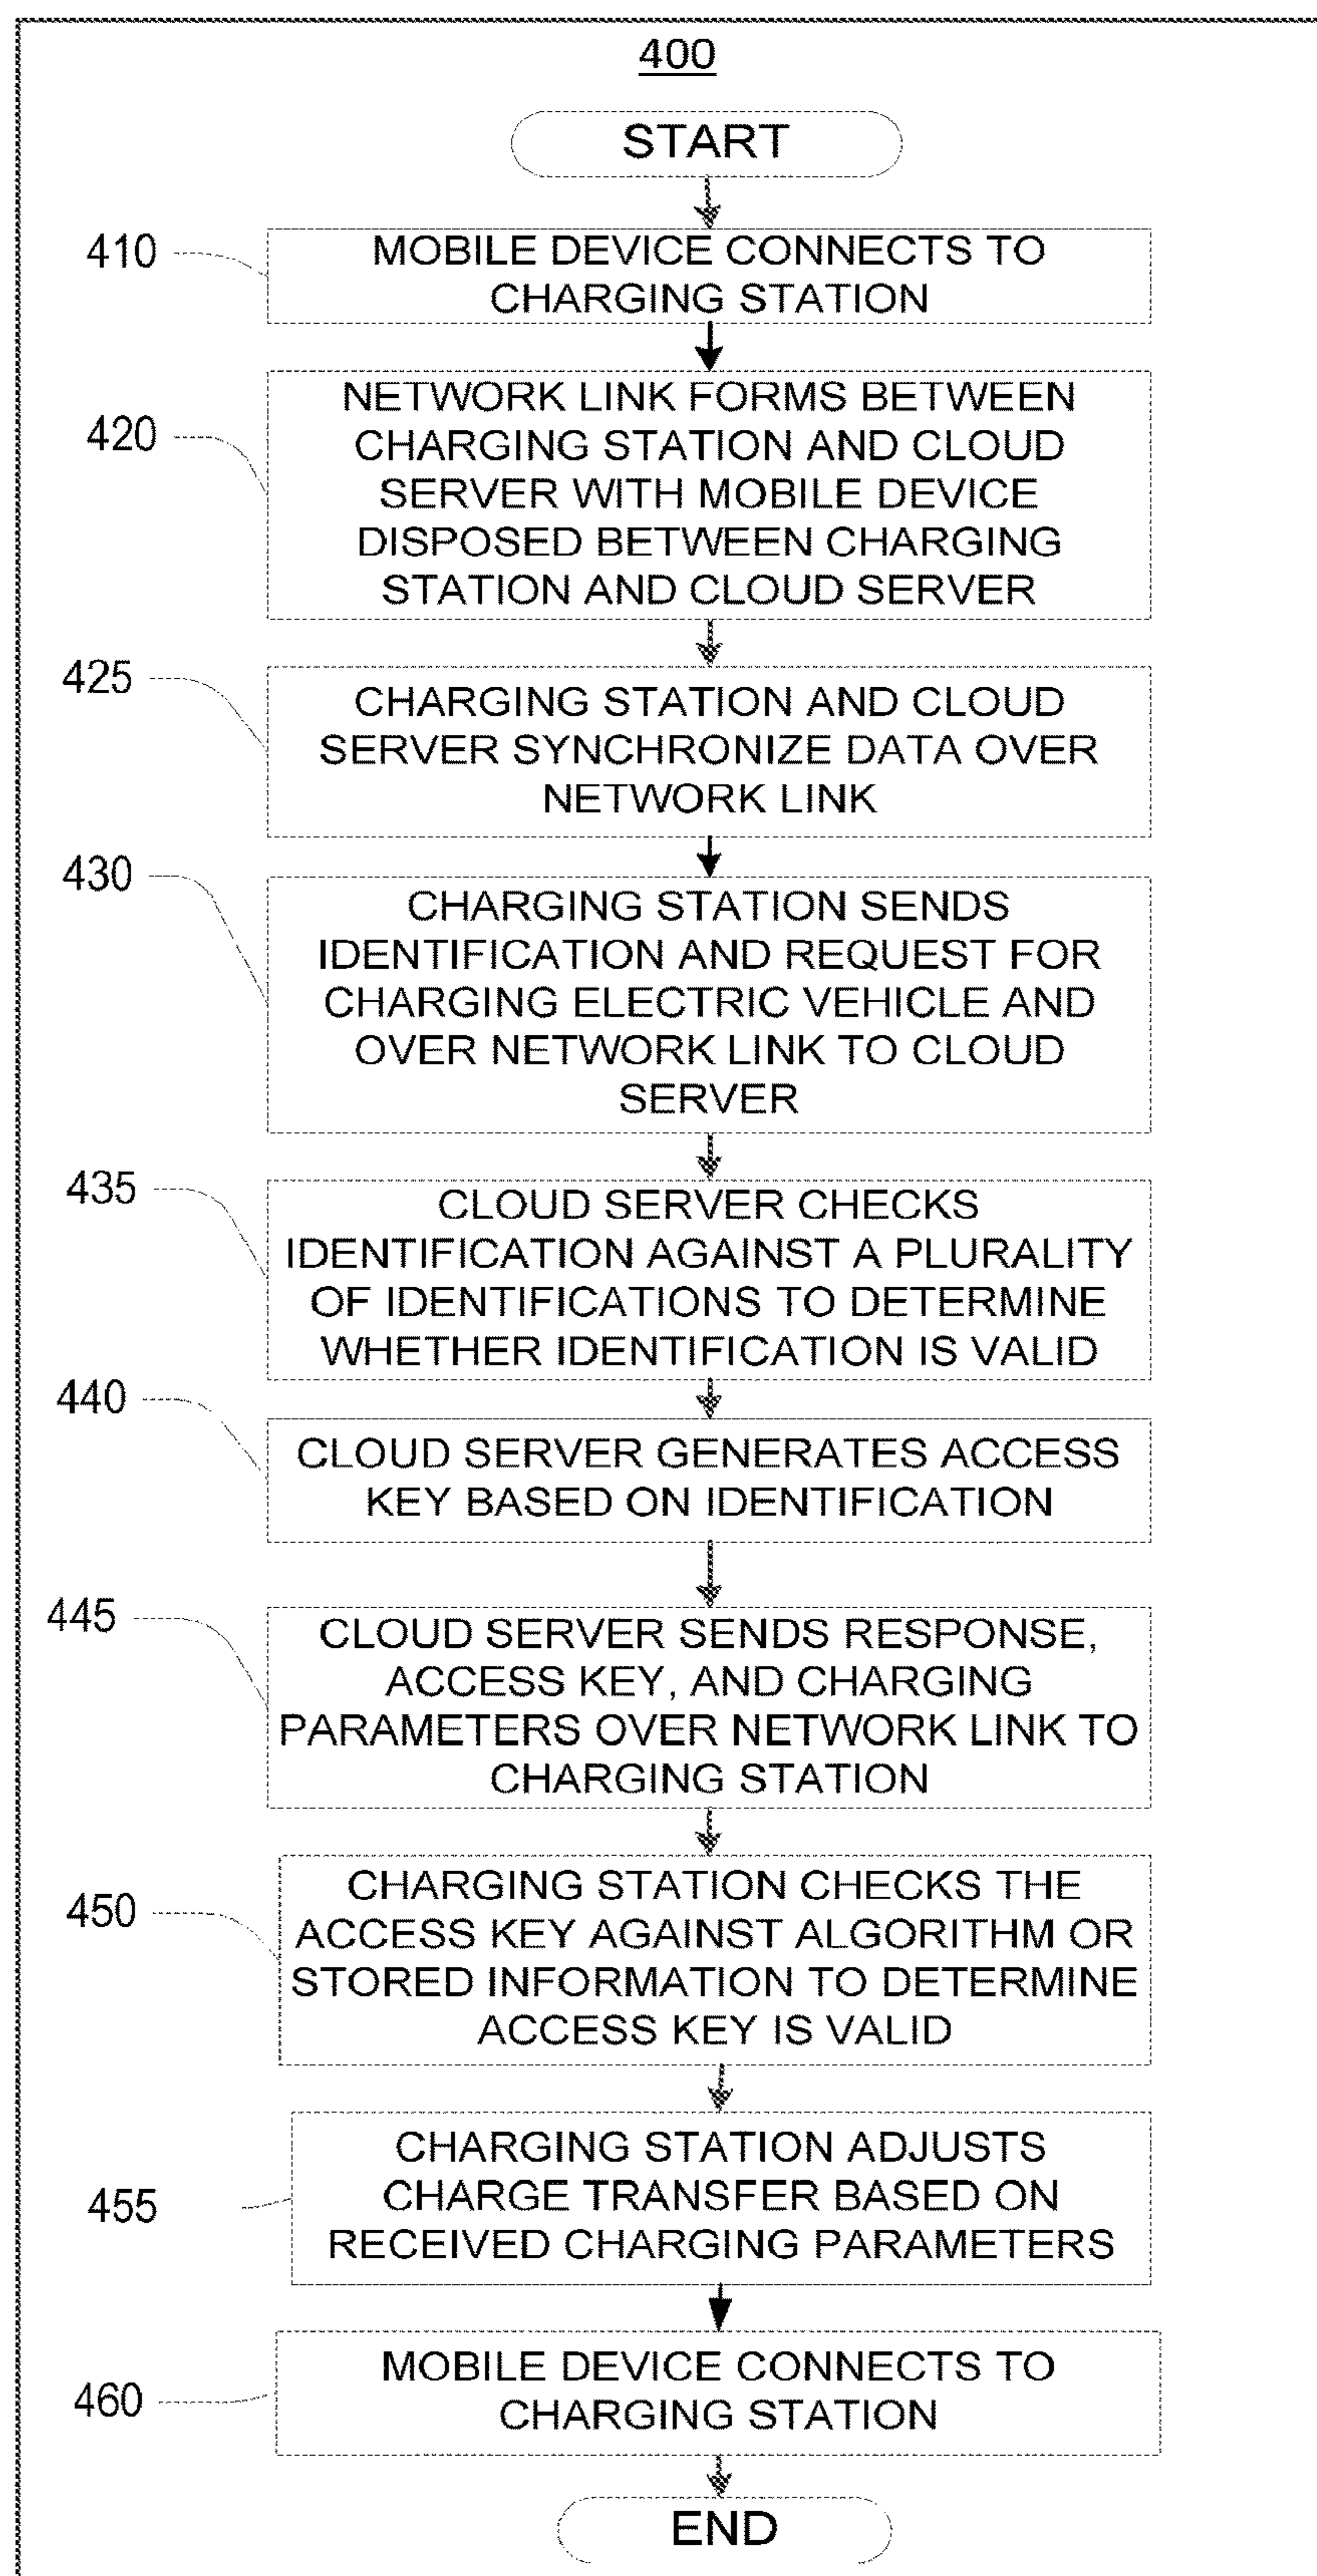 400
START
410
MOBILE DEVICE CONNECTS TO
CHARGING STATION
420
NETWORK LINK FORMS BETWEEN
CHARGING STATION AND CLOUD
SERVER WITH MOBILE DEVICE
DISPOSED BETWEEN CHARGING
STATION AND CLOUD SERVER
425
CHARGING STATION AND CLOUD
SERVER SYNCHRONIZE DATA OVER
NETWORK LINK
430
CHARGING STATION SENDS
IDENTIFICATION AND REQUEST FOR
CHARGING ELECTRIC VEHICLE AND
OVER NETWORK LINK TO CLOUD
SERVER
435
CLOUD SERVER CHECKS
IDENTIFICATION AGAINST A PLURALITY
OF IDENTIFICATIONS TO DETERMINE
WHETHER IDENTIFICATION IS VALID
440
CLOUD SERVER GENERATES ACCESS
KEY BASED ON IDENTIFICATION
445
CLOUD SERVER SENDS RESPONSE,
ACCESS KEY, AND CHARGING
PARAMETERS OVER NETWORK LINK TO
CHARGING STATION
450
CHARGING STATION CHECKS THE
ACCESS KEY AGAINST ALGORITHM OR
STORED INFORMATION TO DETERMINE
ACCESS KEY IS VALID
455
CHARGING STATION ADJUSTS
CHARGE TRANSFER BASED ON
RECEIVED CHARGING PARAMETERS
460
MOBILE DEVICE CONNECTS TO
CHARGING STATION
END